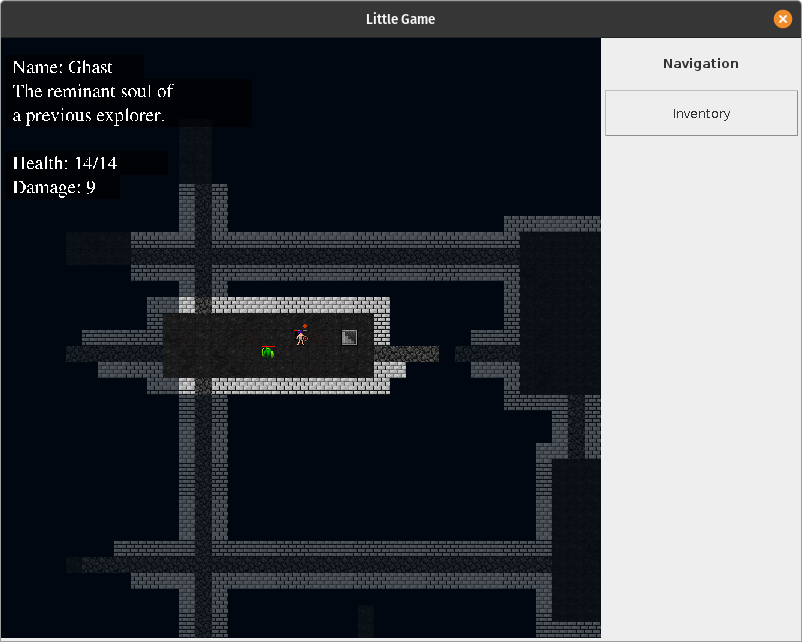 Little Game
Name: Ghast
The reminant soul of
a previous explorer.
Health: 14/14
Damage: 9
Navigation
Inventory